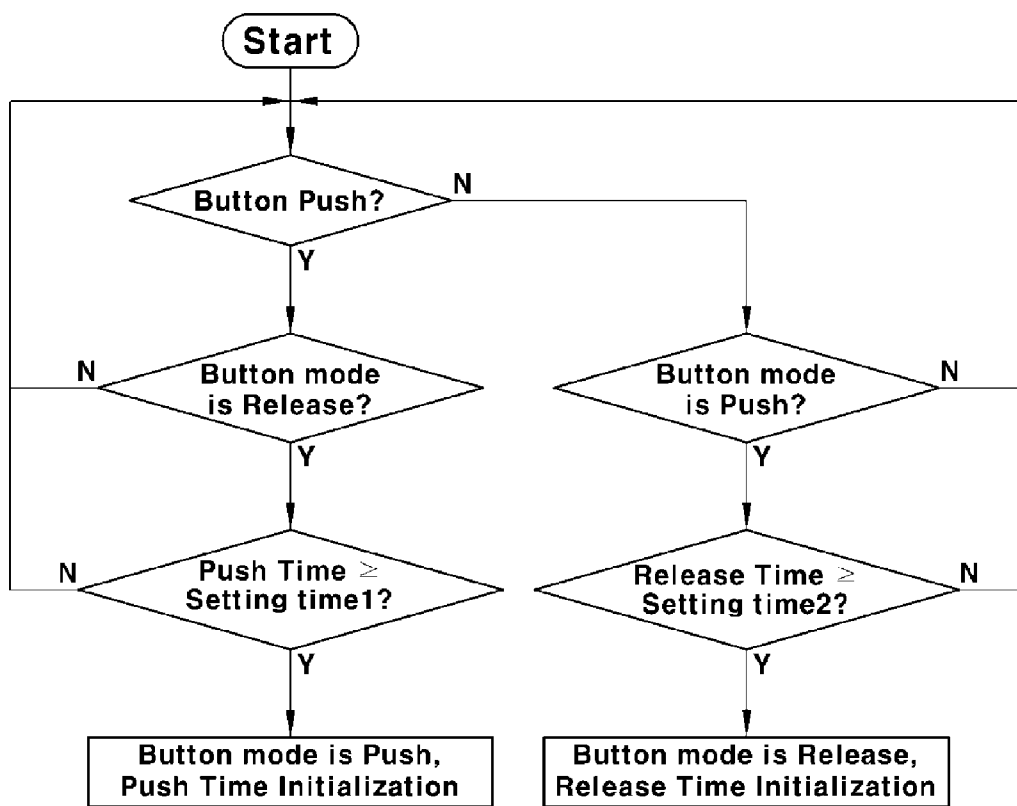 Start
Button Push?
N
Y
Button mode
is Release?
N
Y
Button mode
is Push?
N
Y
Push Time ≥
Setting time1?
N
Y
Release Time ≥
Setting time2?
N
Y
Button mode is Push,
Push Time Initialization
Button mode is Release,
Release Time Initialization